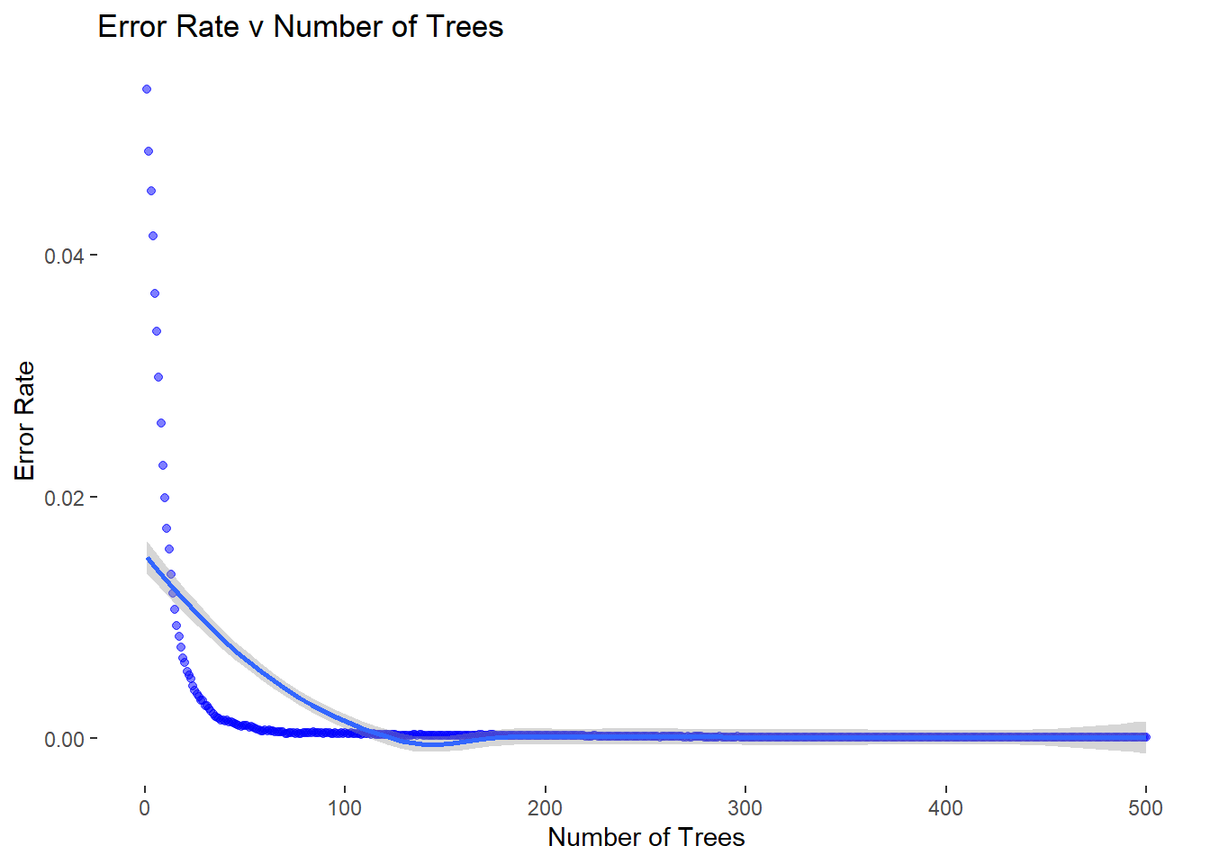 Error Rate v Number of Trees
Error Rate
0.04
0.02
0.00
0 100 200 300 400 500
Number of Trees